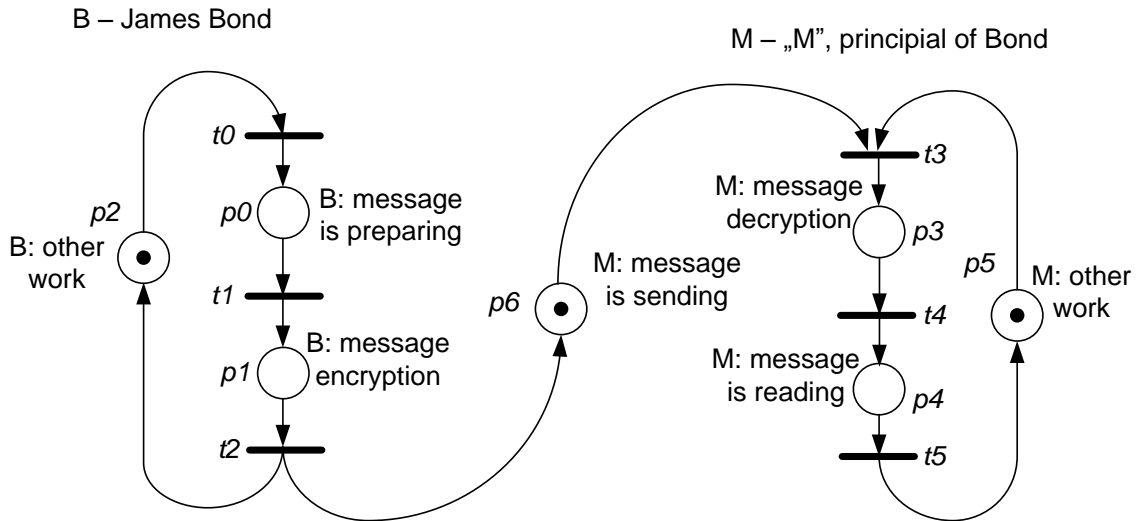 B – James Bond
M – „M”, principial of Bond
t0
p2
p0
B: message
is preparing
B: other
work
t1
p1
B: message
encryption
t2
p6
M: message
is sending
t3
M: message
decryption
p3
p5
M: other
work
t4
M: message
is reading
p4
t5